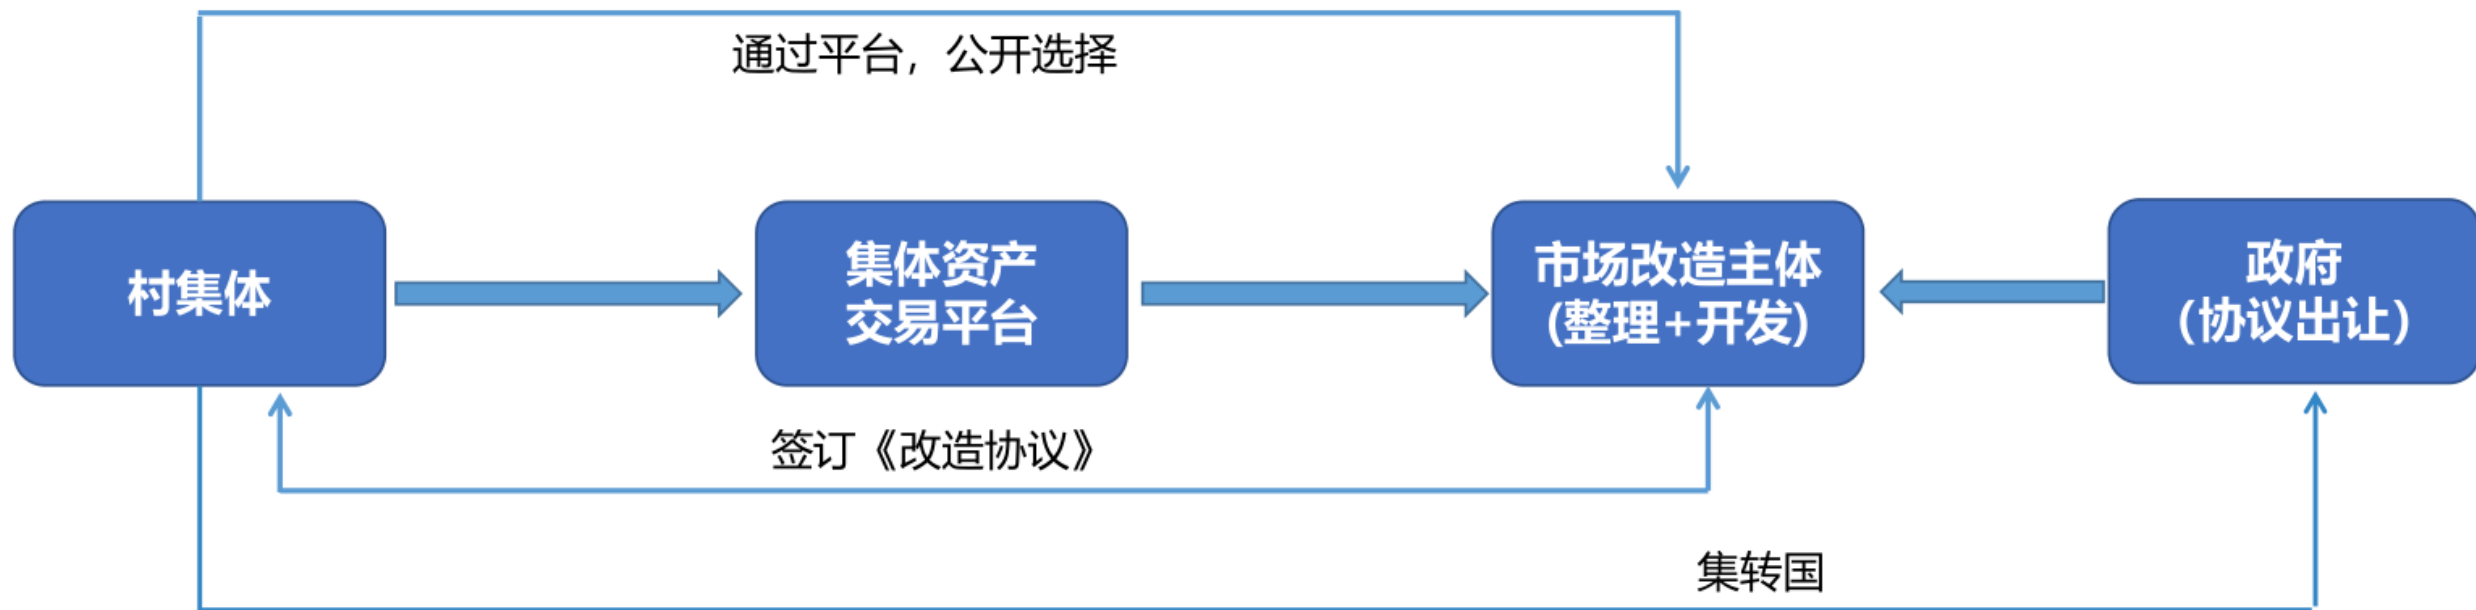 通过平台，公开选择
村集体
集体资产
交易平台
市场改造主体
(整理+开发)
政府
(协议出让)
签订《改造协议》
集转国